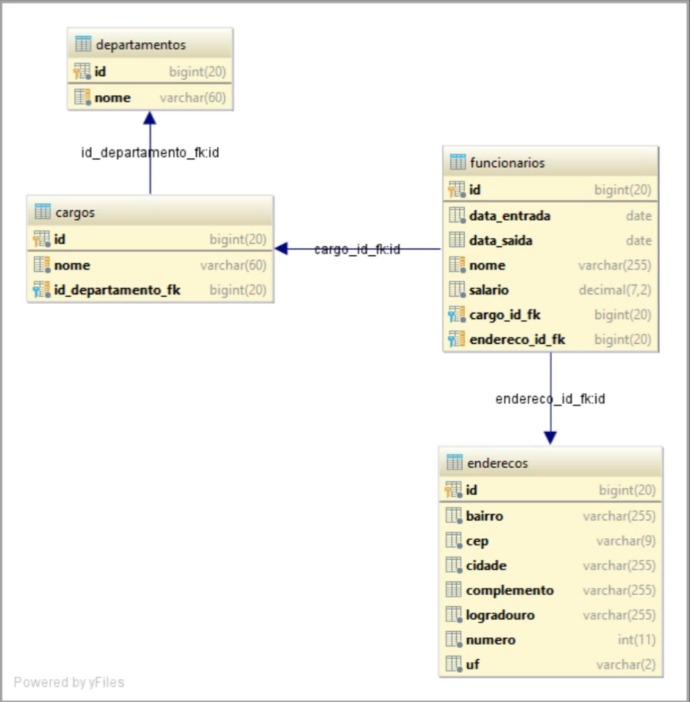 departamentos
id bigint(20)
nome varchar(60)
id_departamento_fk:id
cargos
id bigint(20)
nome varchar(60)
id_departamento_fk bigint(20)
cargo_id_fk:id
funcionarios
id bigint(20)
data_entrada date
data_saida date
nome varchar(255)
salario decimal(7,2)
cargo_id_fk bigint(20)
endereco_id_fk bigint(20)
endereco_id_fk:id
enderecos
id bigint(20)
bairro varchar(255)
cep varchar(9)
cidade varchar(255)
complemento varchar(255)
logradouro varchar(255)
numero int(11)
uf varchar(2)
Powered by yFiles